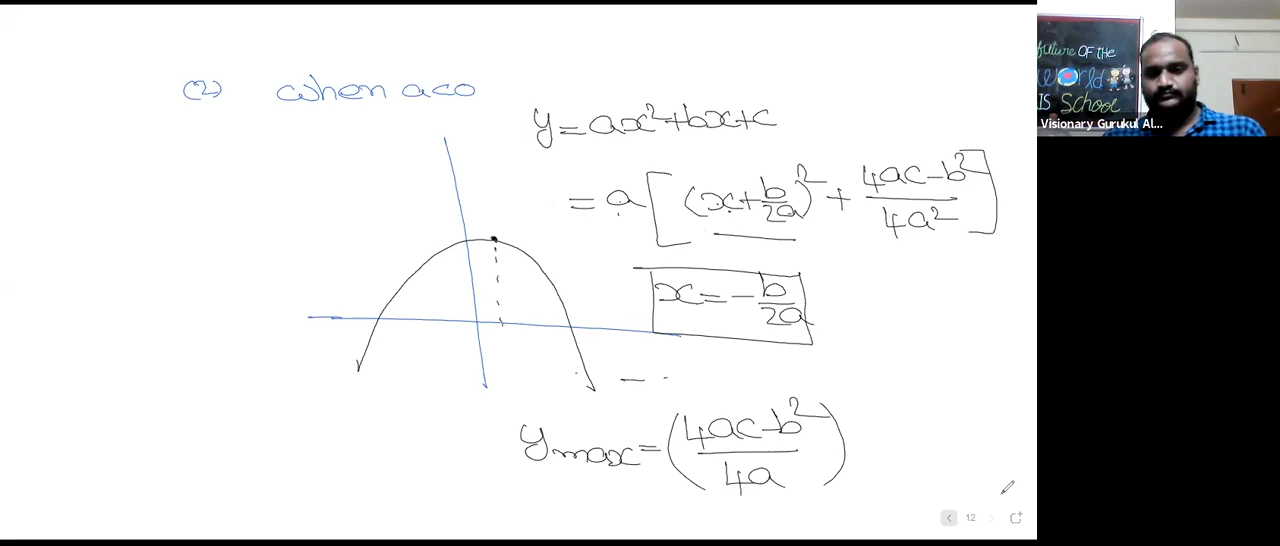 (2) when a<0
y=ax²+bx+c
= a[(x+b/2a)² + 4ac-b²/4a²]
x=-b/2a
y max = (4ac-b²/4a)
12
future OF the
world
IS School
Visionary Gurukul Al...